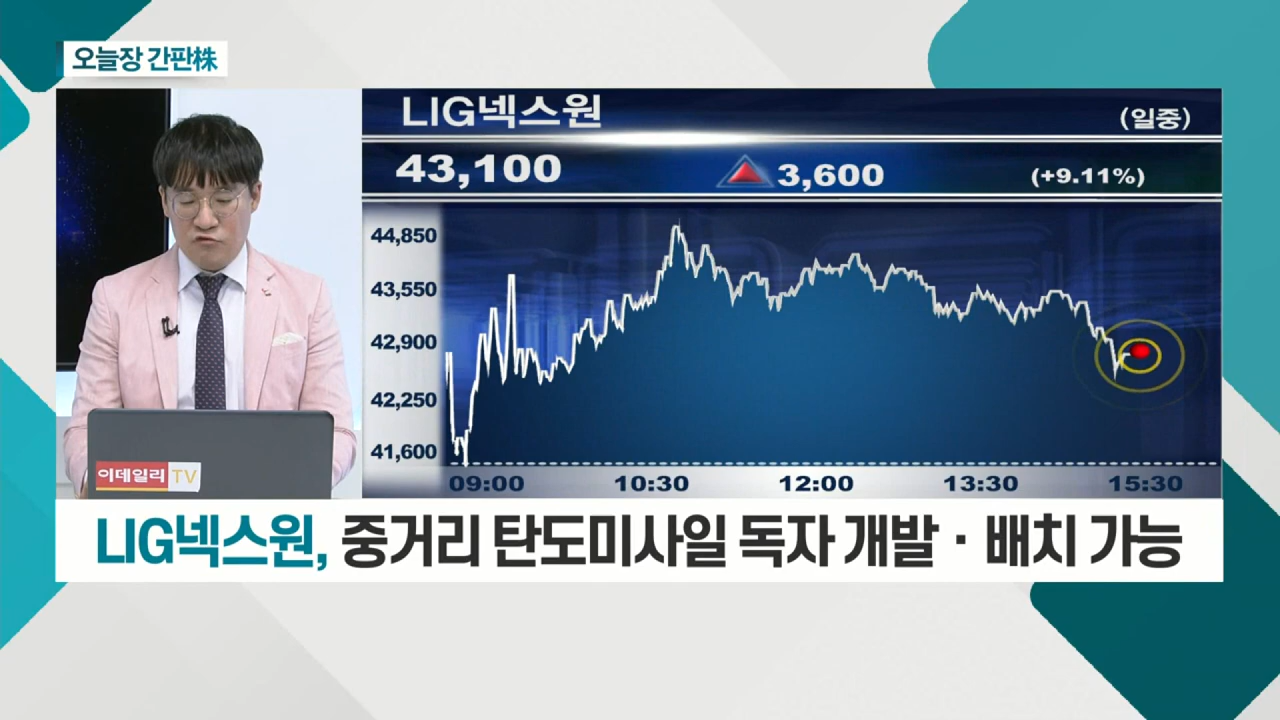 오늘장 간판株
LIG넥스원
(일중)
43,100
3,600
(+9.11%)
44,850
43,550
42,900
42,250
41,600
09:00
10:30
12:00
13:30
15:30
이데일리 TV
LIG넥스원, 중거리 탄도미사일 독자 개발· 배치 가능